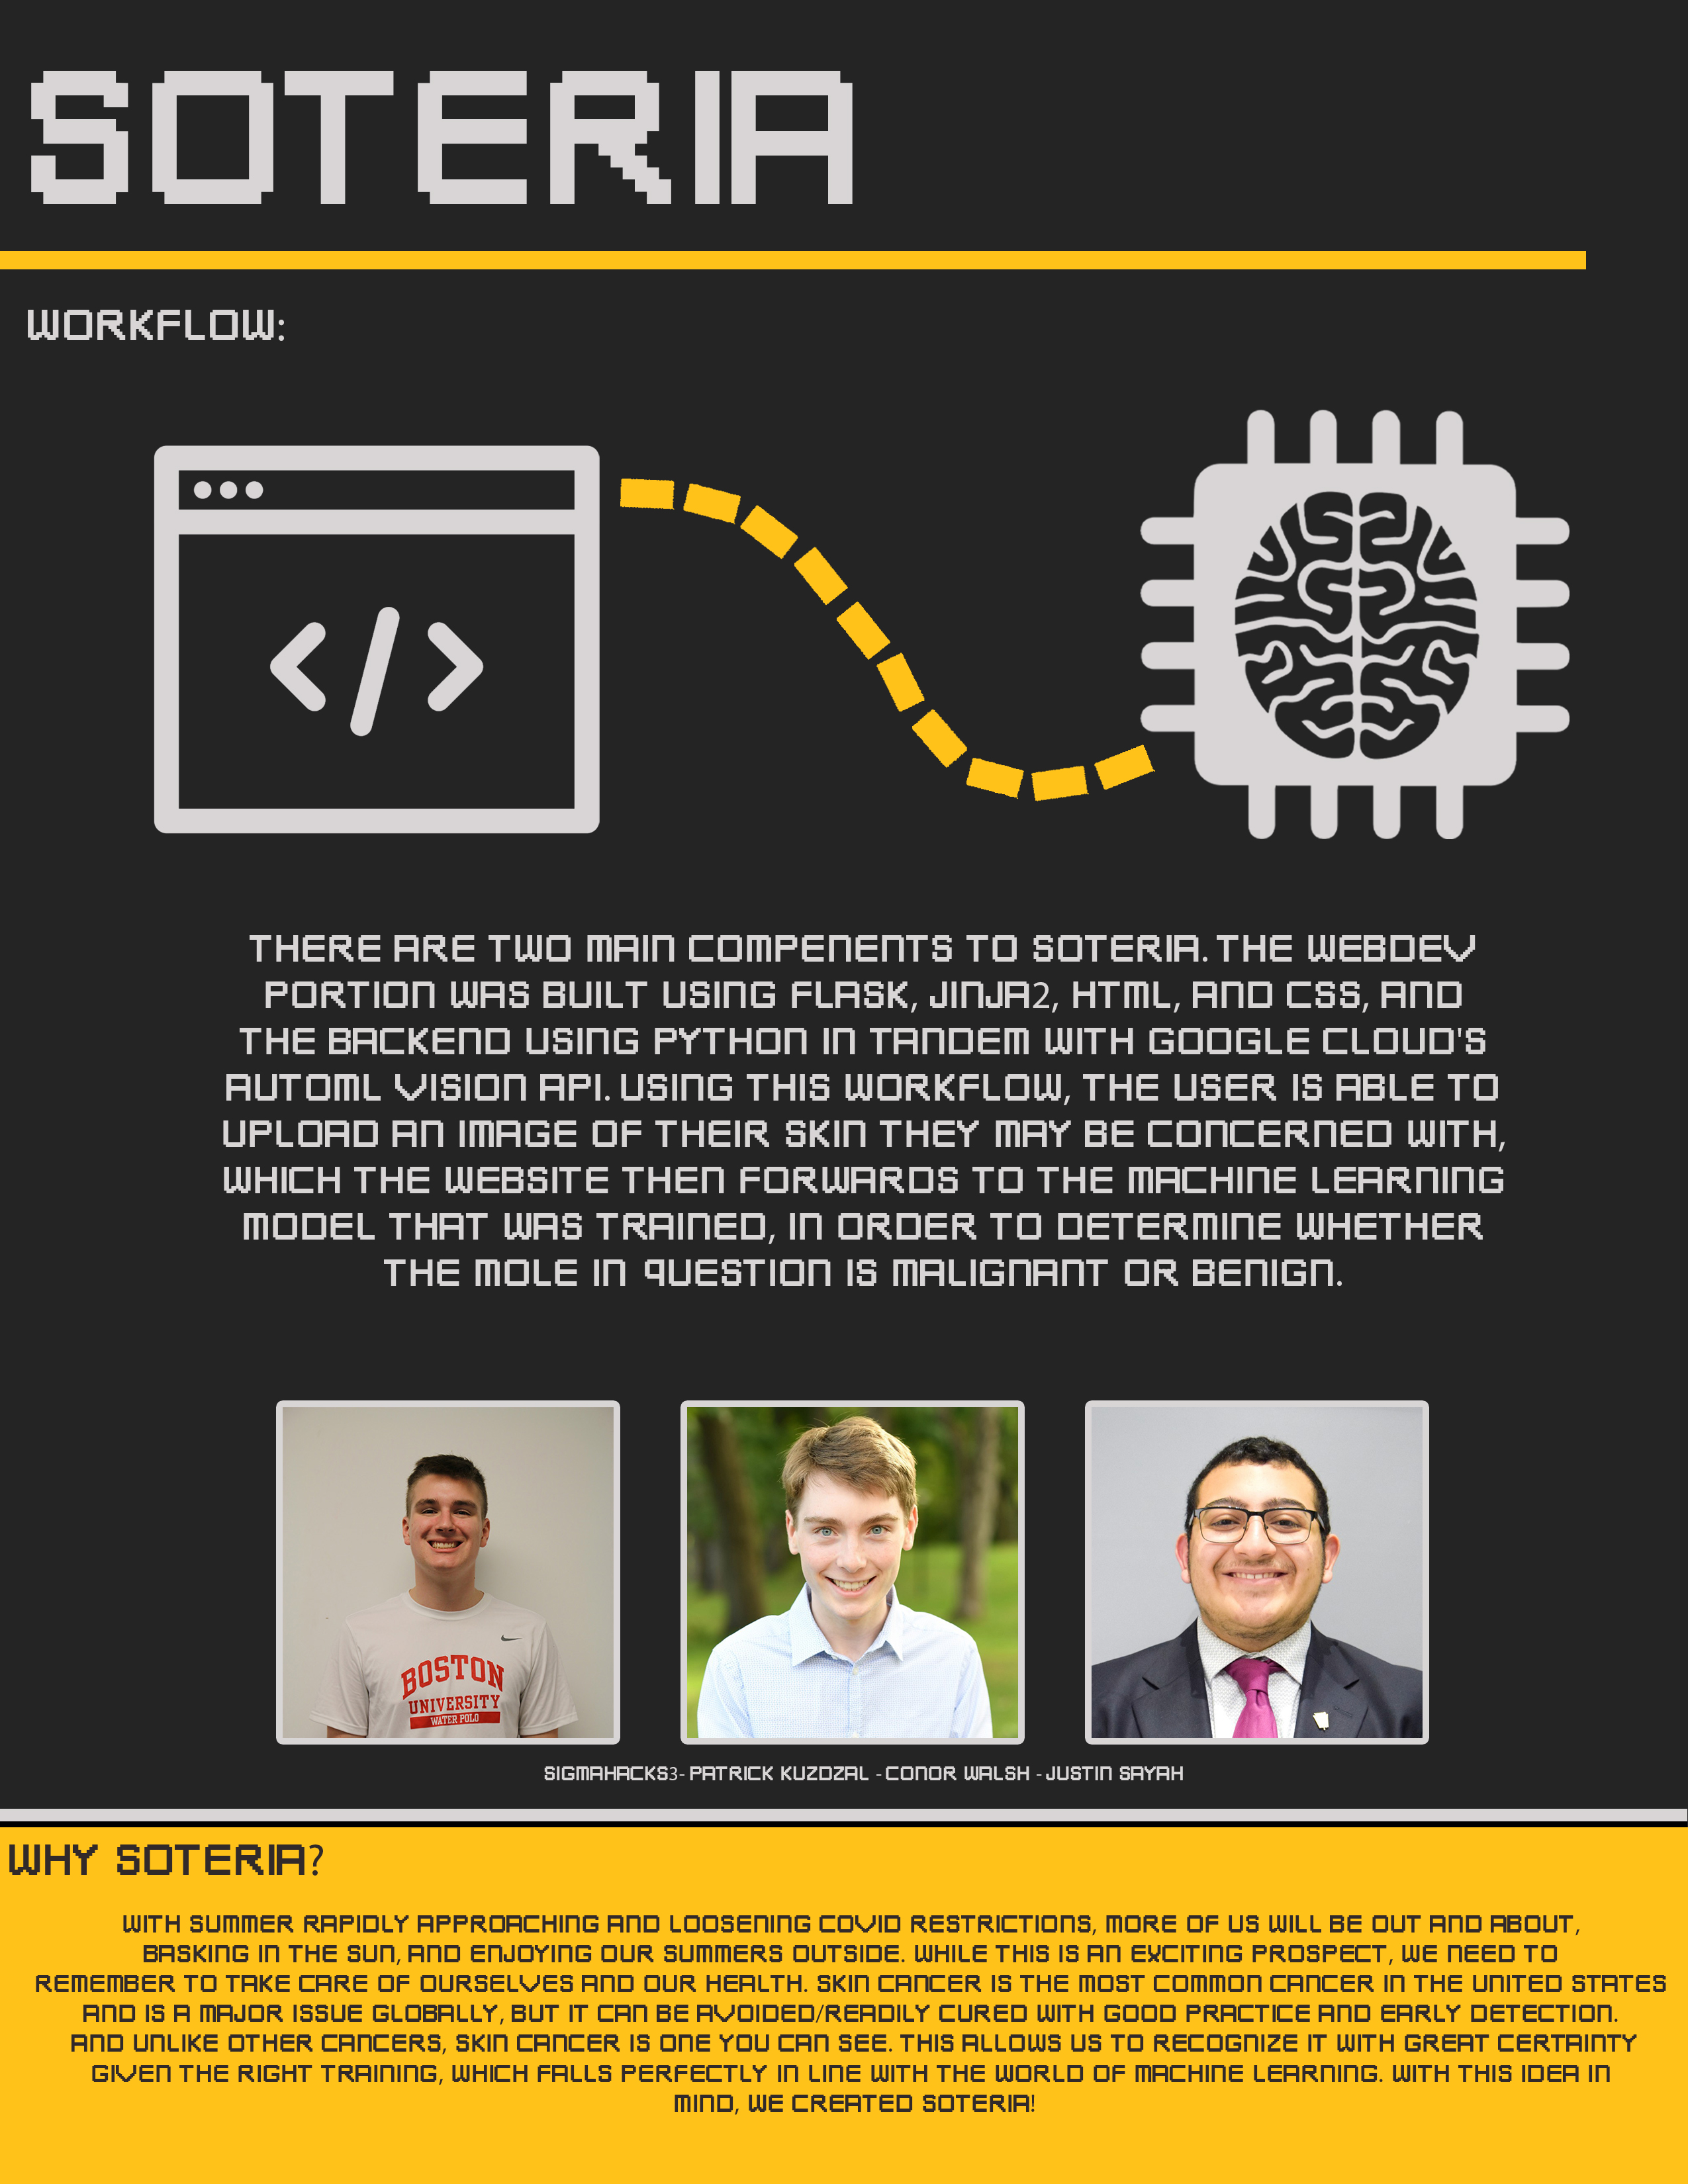 SOTERIA
WORKFLOW:
</>
THERE ARE TWO MAIN COMPENENTS TO SOTERIA. THE WEBDEV
PORTION WAS BUILT USING FLASK, JINJA2, HTML, AND CSS, AND
THE BACKEND USING PYTHON IN TANDEM WITH GOOGLE CLOUD'S
AUTOML VISION API. USING THIS WORKFLOW, THE USER IS ABLE TO
UPLOAD AN IMAGE OF THEIR SKIN THEY MAY BE CONCERNED WITH,
WHICH THE WEBSITE THEN FORWARDS TO THE MACHINE LEARNING
MODEL THAT WAS TRAINED, IN ORDER TO DETERMINE WHETHER
THE MOLE IN QUESTION IS MALIGNANT OR BENIGN.
BOSTON
UNIVERSITY
WATER POLO
SIGMAHACKS3- PATRICK KUZDZAL - CONOR WALSH - JUSTIN SAYAH
WHY SOTERIA?
WITH SUMMER RAPIDLY APPROACHING AND LOOSENING COVID RESTRICTIONS, MORE OF US WILL BE OUT AND ABOUT,
BASKING IN THE SUN, AND ENJOYING OUR SUMMERS OUTSIDE. WHILE THIS IS AN EXCITING PROSPECT, WE NEED TO
REMEMBER TO TAKE CARE OF OURSELVES AND OUR HEALTH. SKIN CANCER IS THE MOST COMMON CANCER IN THE UNITED STATES
AND IS A MAJOR ISSUE GLOBALLY, BUT IT CAN BE AVOIDED/READILY CURED WITH GOOD PRACTICE AND EARLY DETECTION.
AND UNLIKE OTHER CANCERS, SKIN CANCER IS ONE YOU CAN SEE. THIS ALLOWS US TO RECOGNIZE IT WITH GREAT CERTAINTY
GIVEN THE RIGHT TRAINING, WHICH FALLS PERFECTLY IN LINE WITH THE WORLD OF MACHINE LEARNING. WITH THIS IDEA IN
MIND, WE CREATED SOTERIA!